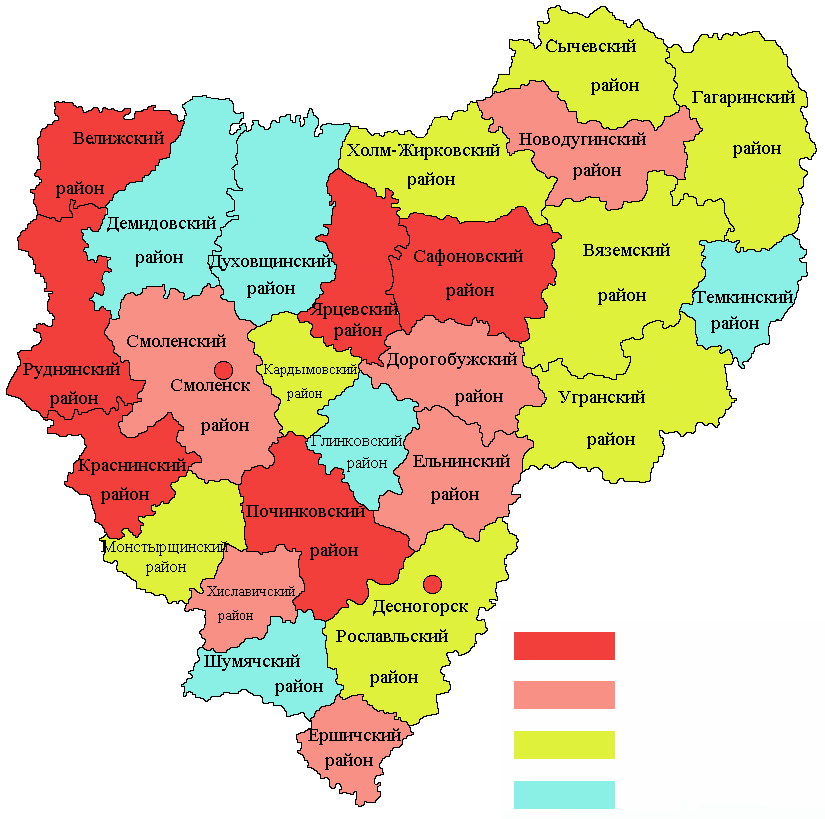 Сычевский
район
Гагаринский
район
Новодугинский
район
Холм-Жирковский
район
Велижский
район
Демидовский
район
Духовщинский
район
Ярцевский
район
Сафоновский
район
Вяземский
район
Темкинский
район
Смоленский
Смоленск
район
Руднянский
район
Кардымовский
район
Дорогобужский
район
Угранский
район
Глинковский
район
Ельнинский
район
Краснинский
район
Починковский
район
Монстырщинский
район
Хиславичский
район
Десногорск
Рославльский
район
Шумячский
район
Ершичский
район